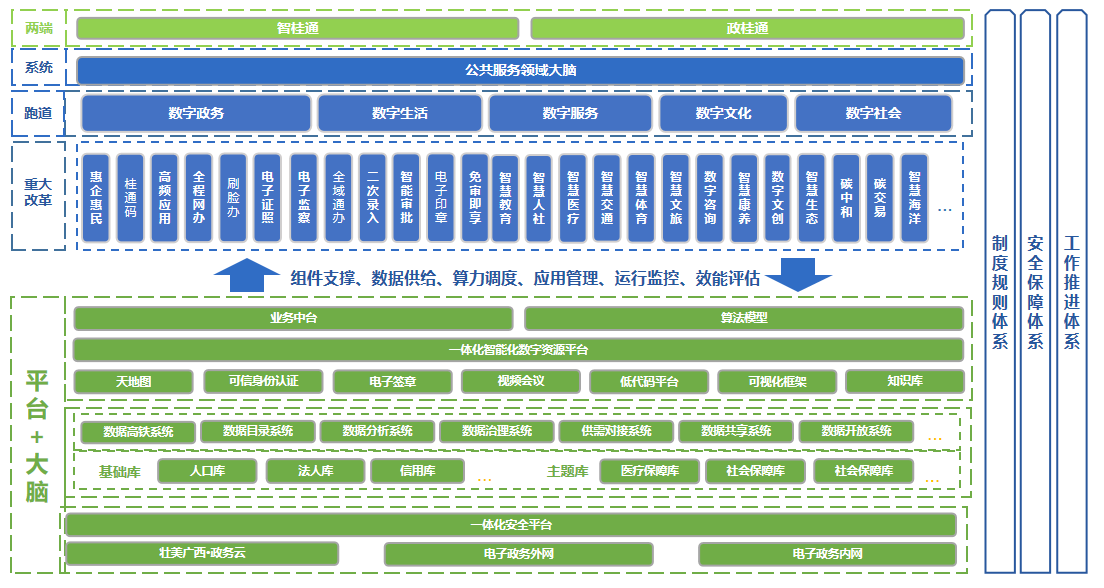 两端
智桂通
政桂通
系统
公共服务领域大脑
跑道
数字政务
数字生活
数字服务
数字文化
数字社会
重大
改革
惠企惠民
桂通码
高频应用
全程网办
刷脸办
电子证照
电子监察
全域通办
二次录入
智能审批
电子印章
免审即享
智慧教育
智慧人社
智慧医疗
智慧交通
智慧体育
智慧文旅
数字咨询
智慧康养
数字文创
智慧生态
碳中和
碳交易
智慧海洋
...
组件支撑、数据供给、算力调度、应用管理、运行监控、效能评估
平台+大脑
业务中台
算法模型
一体化智能化数字资源平台
天地图
可信身份认证
电子签章
视频会议
低代码平台
可视化框架
知识库
数据高铁系统
数据目录系统
数据分析系统
数据治理系统
供需对接系统
数据共享系统
数据开放系统
...
基础库
人口库
法人库
信用库
...
主题库
医疗保障库
社会保障库
社会保障库
...
一体化安全平台
壮美广西·政务云
电子政务外网
电子政务内网
制度规则体系
安全保障体系
工作推进体系